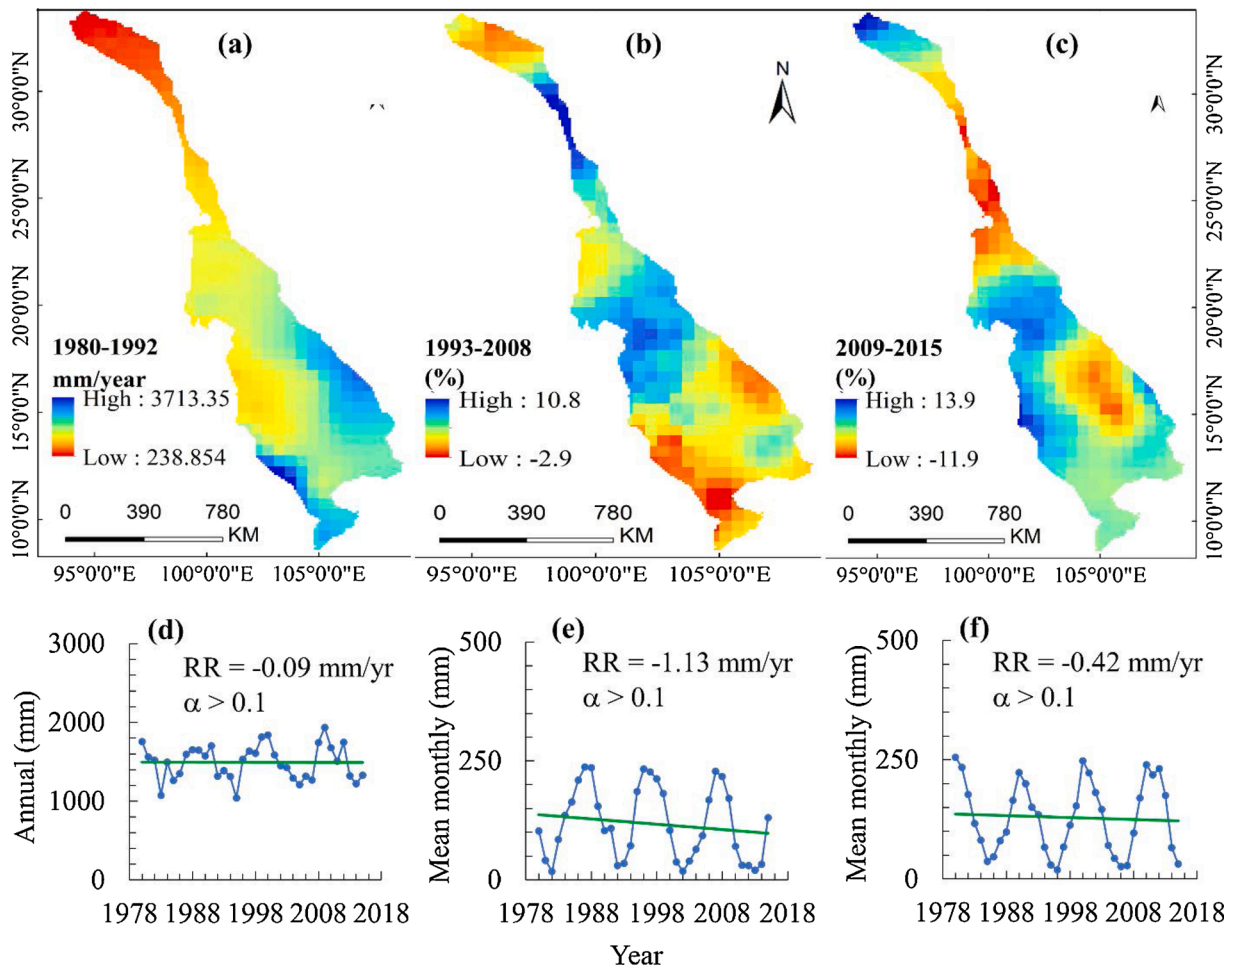 (a)
(b)
(c)
N
30°0'0"N
25°0'0"N
20°0'0"N
15°0'0"N
10°0'0"N
1980-1992
mm/year
High : 3713.35
Low : 238.854
0 390 780
KM
95°0'0"E 100°0'0"E 105°0'0"E
1993-2008
(%)
High : 10.8
Low : -2.9
0 390 780
KM
95°0'0"E 100°0'0"E 105°0'0"E
2009-2015
(%)
High : 13.9
Low : -11.9
0 390 780
KM
95°0'0"E 100°0'0"E 105°0'0"E
30°0'0"N
25°0'0"N
20°0'0"N
15°0'0"N
10°0'0"N
(d)
RR = -0.09 mm/yr
α > 0.1
Annual (mm)
3000
2000
1000
0
1978 1988 1998 2008 2018
(e)
RR = -1.13 mm/yr
α > 0.1
Mean monthly (mm)
500
250
0
1978 1988 1998 2008 2018
(f)
RR = -0.42 mm/yr
α > 0.1
Mean monthly (mm)
500
250
0
1978 1988 1998 2008 2018
Year